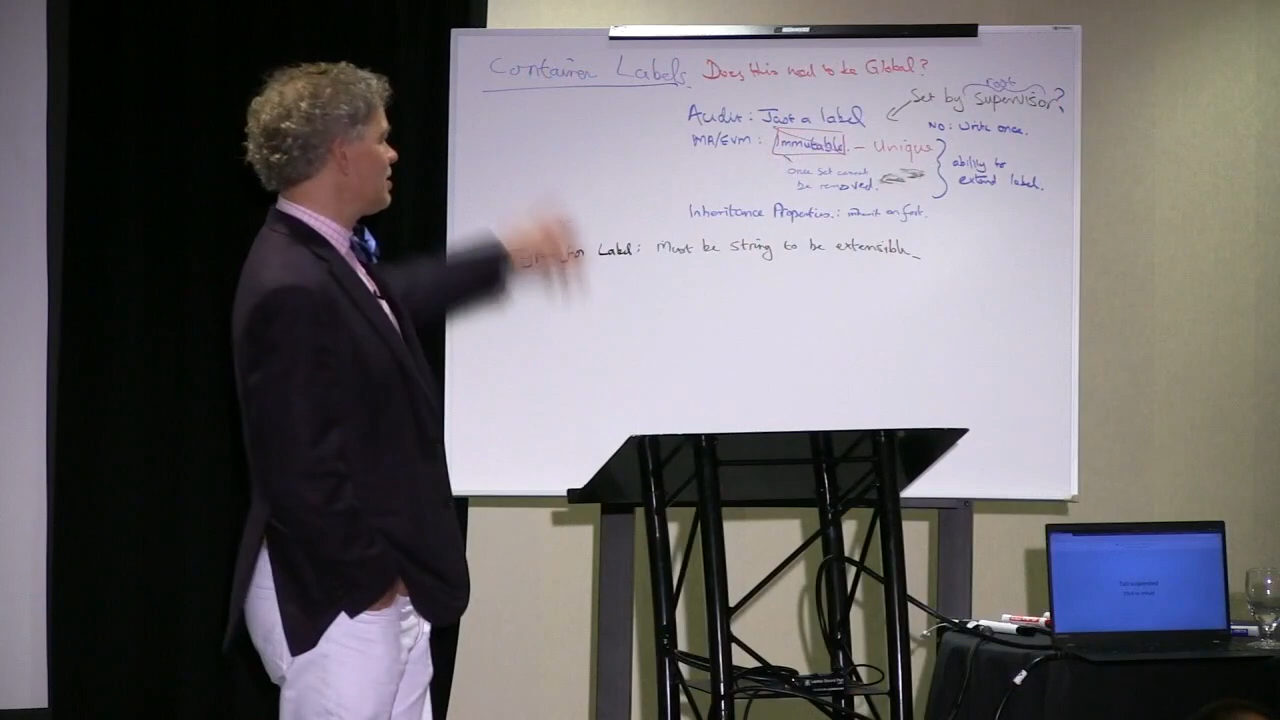 Container Labels. Does this need to be Global?
root
Set by Supervisor?
Audit: Just a label
No: Write once.
MR/EVM: Immutable. - Unique
once set cannot
be removed.
ability to
extend label.
Inheritance Properties: inherit on fork.
Label: Must be string to be extensible